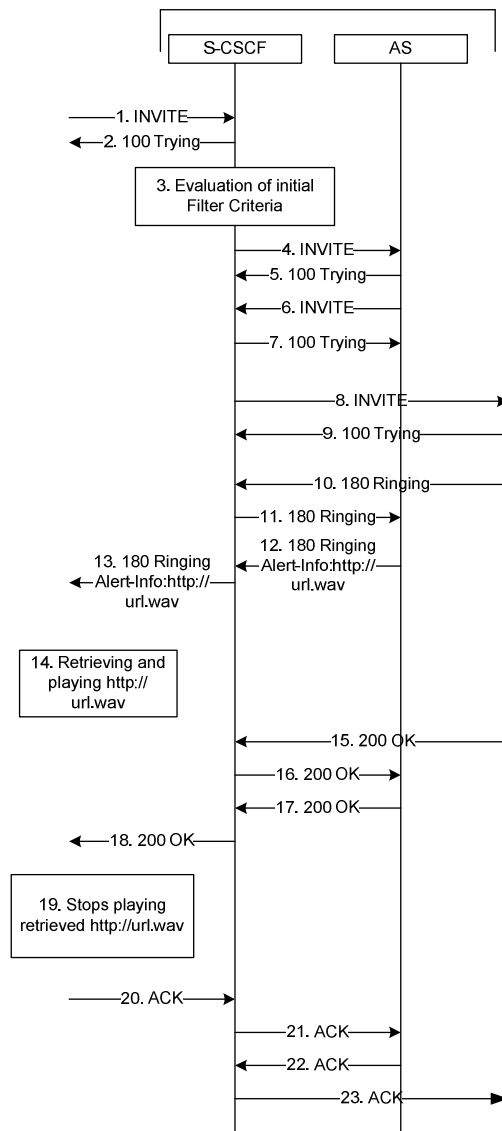 S-CSCF
AS
1. INVITE
2. 100 Trying
3. Evaluation of initial
Filter Criteria
4. INVITE
5. 100 Trying
6. INVITE
7. 100 Trying
8. INVITE
9. 100 Trying
10. 180 Ringing
11. 180 Ringing
12. 180 Ringing
Alert-Info:http://
url.wav
13. 180 Ringing
Alert-Info:http://
url.wav
14. Retrieving and
playing http://
url.wav
15. 200 OK
16. 200 OK
17. 200 OK
18. 200 OK
19. Stops playing
retrieved http://url.wav
20. ACK
21. ACK
22. ACK
23. ACK